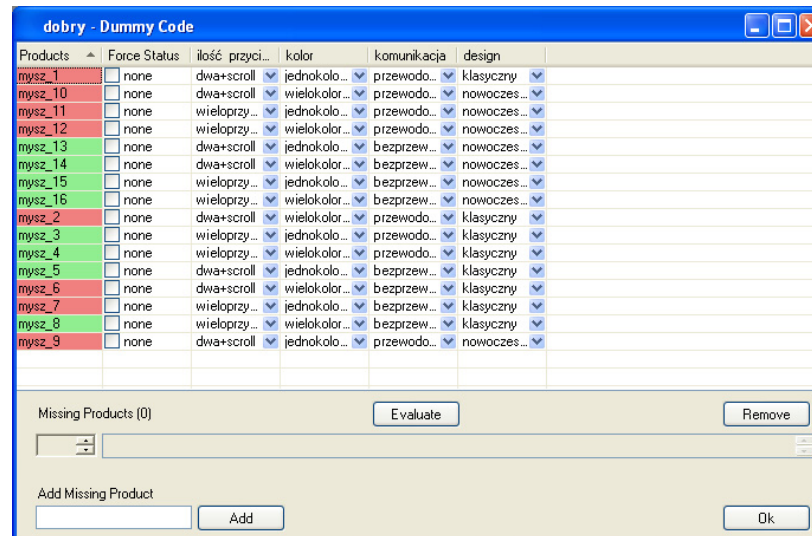 dobry - Dummy Code
Products Force Status ilość przyci... kolor komunikacja design
mysz_1 none dwa+scroll jednokolo... przewodo... klasyczny
mysz_10 none dwa+scroll wielokolor... przewodo... nowoczes...
mysz_11 none wieloprzy... jednokolo... przewodo... nowoczes...
mysz_12 none wieloprzy... wielokolor... przewodo... nowoczes...
mysz_13 none dwa+scroll jednokolo... bezprzew... nowoczes...
mysz_14 none dwa+scroll wielokolor... bezprzew... nowoczes...
mysz_15 none wieloprzy... jednokolo... bezprzew... nowoczes...
mysz_16 none wieloprzy... wielokolor... bezprzew... nowoczes...
mysz_2 none dwa+scroll wielokolor... przewodo... klasyczny
mysz_3 none wieloprzy... jednokolo... przewodo... klasyczny
mysz_4 none wieloprzy... wielokolor... przewodo... klasyczny
mysz_5 none dwa+scroll jednokolo... bezprzew... klasyczny
mysz_6 none dwa+scroll wielokolor... bezprzew... klasyczny
mysz_7 none wieloprzy... jednokolo... bezprzew... klasyczny
mysz_8 none wieloprzy... wielokolor... bezprzew... klasyczny
mysz_9 none dwa+scroll jednokolo... przewodo... nowoczes...
Missing Products (0) Evaluate Remove
Add Missing Product
Add Ok